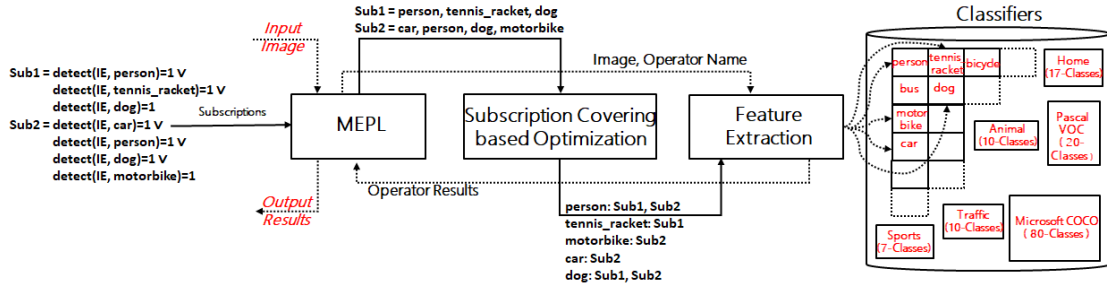 Sub1 = person, tennis_racket, dog
Sub2 = car, person, dog, motorbike
Input
Image
Sub1 = detect(IE, person)=1 V
detect(IE, tennis_racket)=1 V
detect(IE, dog)=1
Sub2 = detect(IE, car)=1 V
detect(IE, person)=1 V
detect(IE, dog)=1 V
detect(IE, motorbike)=1
Subscriptions
Output
Results
MEPL
Image, Operator Name
Subscription Covering
based Optimization
Feature
Extraction
Operator Results
person: Sub1, Sub2
tennis_racket: Sub1
motorbike: Sub2
car: Sub2
dog: Sub1, Sub2
Classifiers
person
tennis_
racket
bicycle
bus
dog
motor
bike
car
Home
(17-Classes)
Animal
(10-Classes)
Pascal
VOC
( 20-
Classes)
Sports
(7-Classes)
Traffic
(10-Classes)
Microsoft COCO
( 80-Classes)